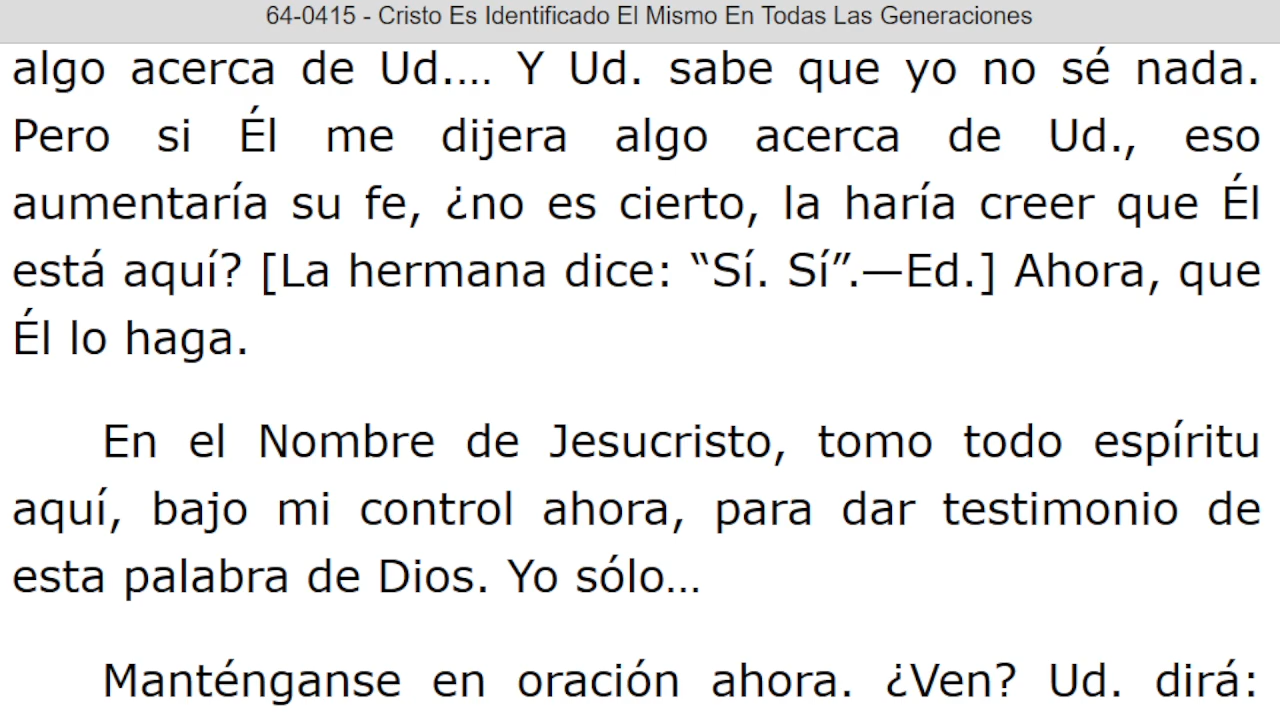 64-0415 - Cristo Es Identificado El Mismo En Todas Las Generaciones
algo acerca de Ud.... Y Ud. sabe que yo no sé nada.
Pero si Él me dijera algo acerca de Ud., eso
aumentaría su fe, ¿no es cierto, la haría creer que Él
está aquí? [La hermana dice: “Sí. Sí”.—Ed.] Ahora, que
Él lo haga.
En el Nombre de Jesucristo, tomo todo espíritu
aquí, bajo mi control ahora, para dar testimonio de
esta palabra de Dios. Yo sólo...
Manténganse en oración ahora. ¿Ven? Ud. dirá: